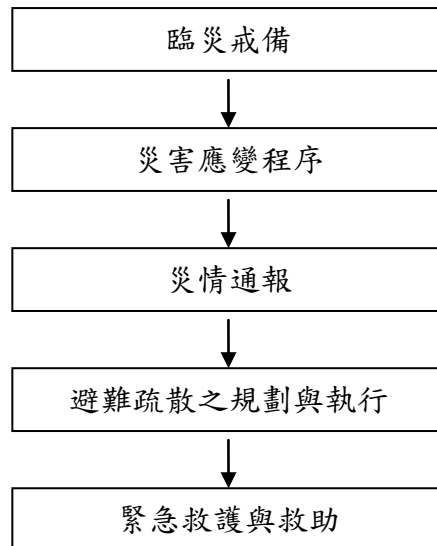 臨災戒備
災害應變程序
災情通報
避難疏散之規劃與執行
緊急救護與救助